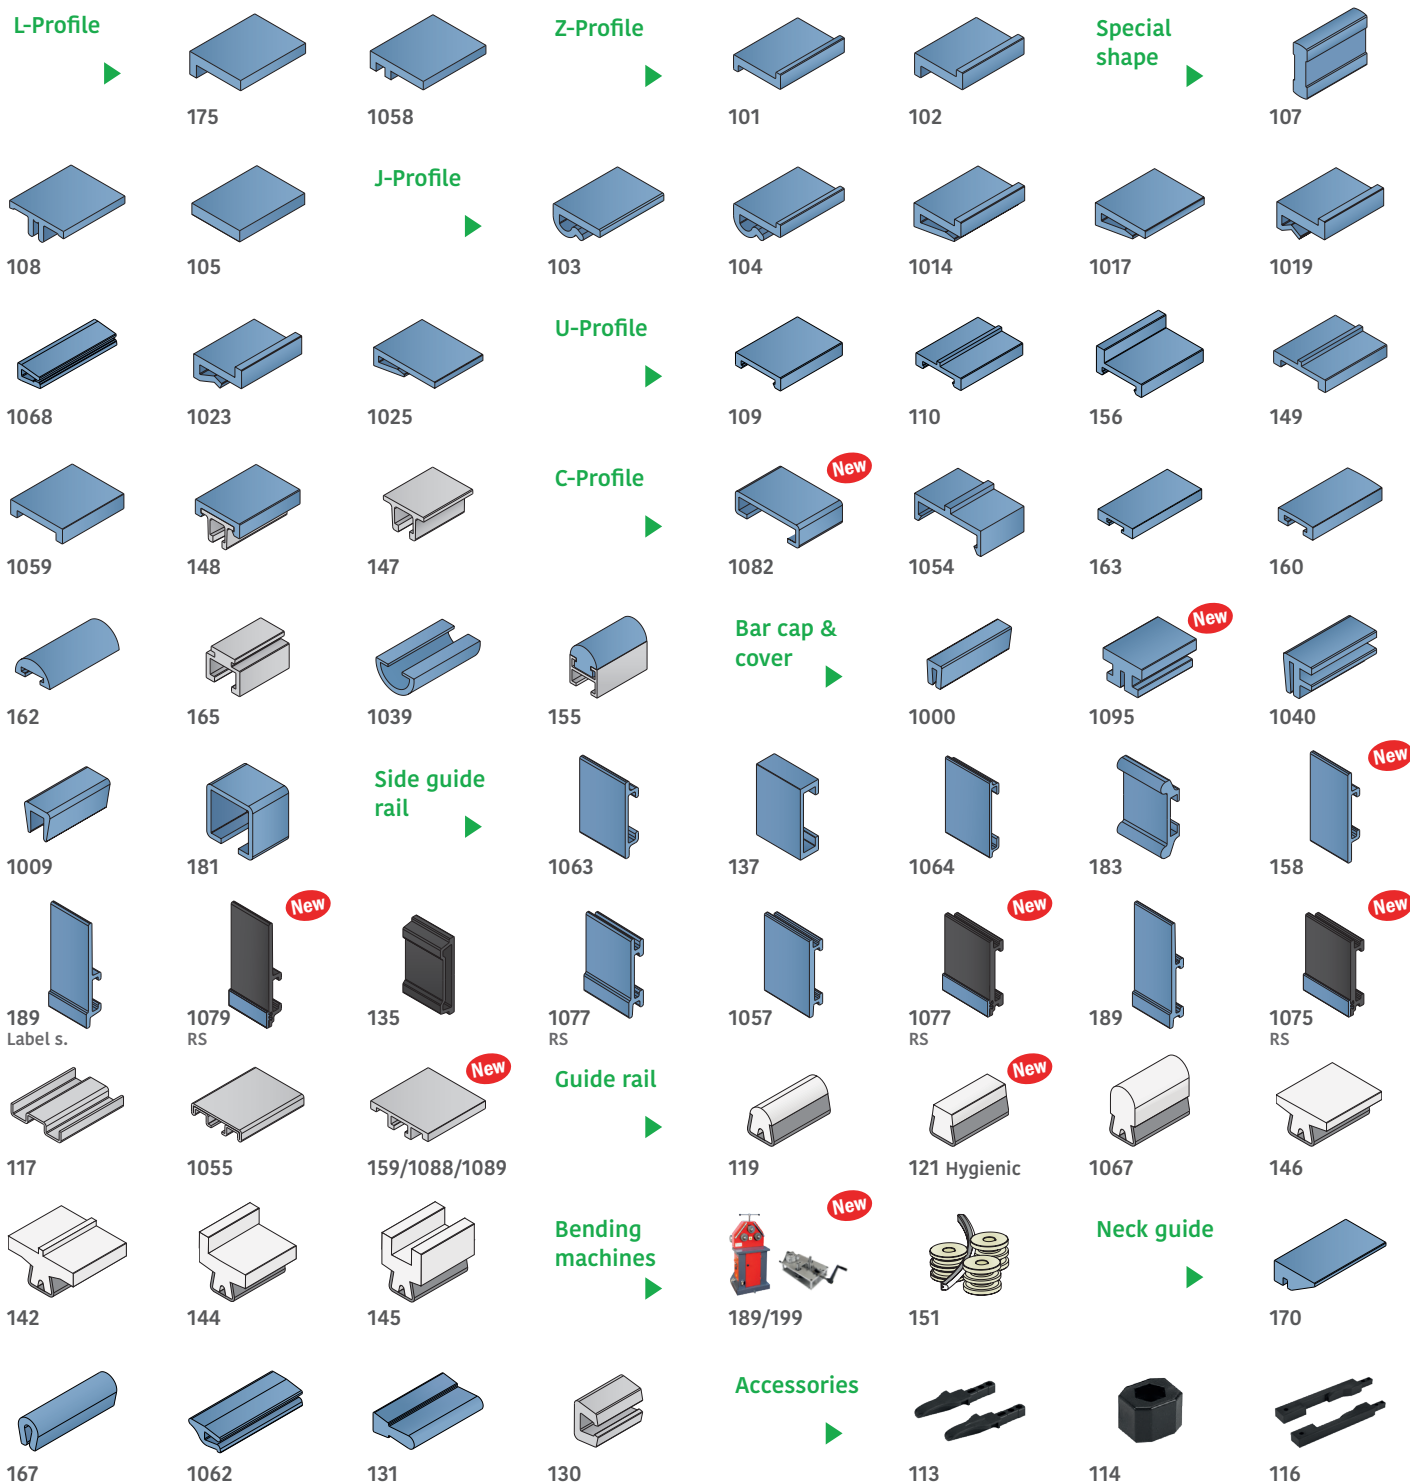 L-Profile
175
1058
Z-Profile
101
102
Special
shape
107
108
105
J-Profile
103
104
1014
1017
1019
1068
1023
1025
U-Profile
109
110
156
149
1059
148
147
C-Profile
New
1082
1054
163
160
162
165
1039
155
Bar cap &
cover
1000
New
1095
1040
1009
181
Side guide
rail
1063
137
1064
183
New
158
189
Label s.
New
1079
RS
135
1077
RS
1057
New
1077
RS
189
New
1075
RS
117
1055
New
159/1088/1089
Guide rail
119
New
121 Hygienic
1067
146
142
144
145
Bending
machines
New
189/199
151
Neck guide
170
167
1062
131
130
Accessories
113
114
116